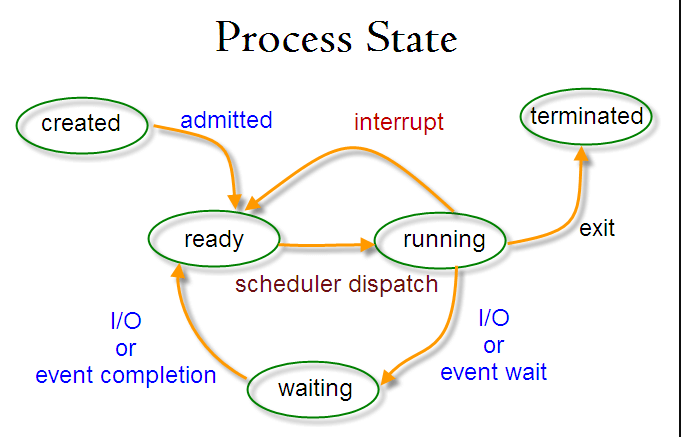 Process State
created
admitted
interrupt
terminated
ready
running
exit
scheduler dispatch
I/O
or
event completion
I/O
or
event wait
waiting